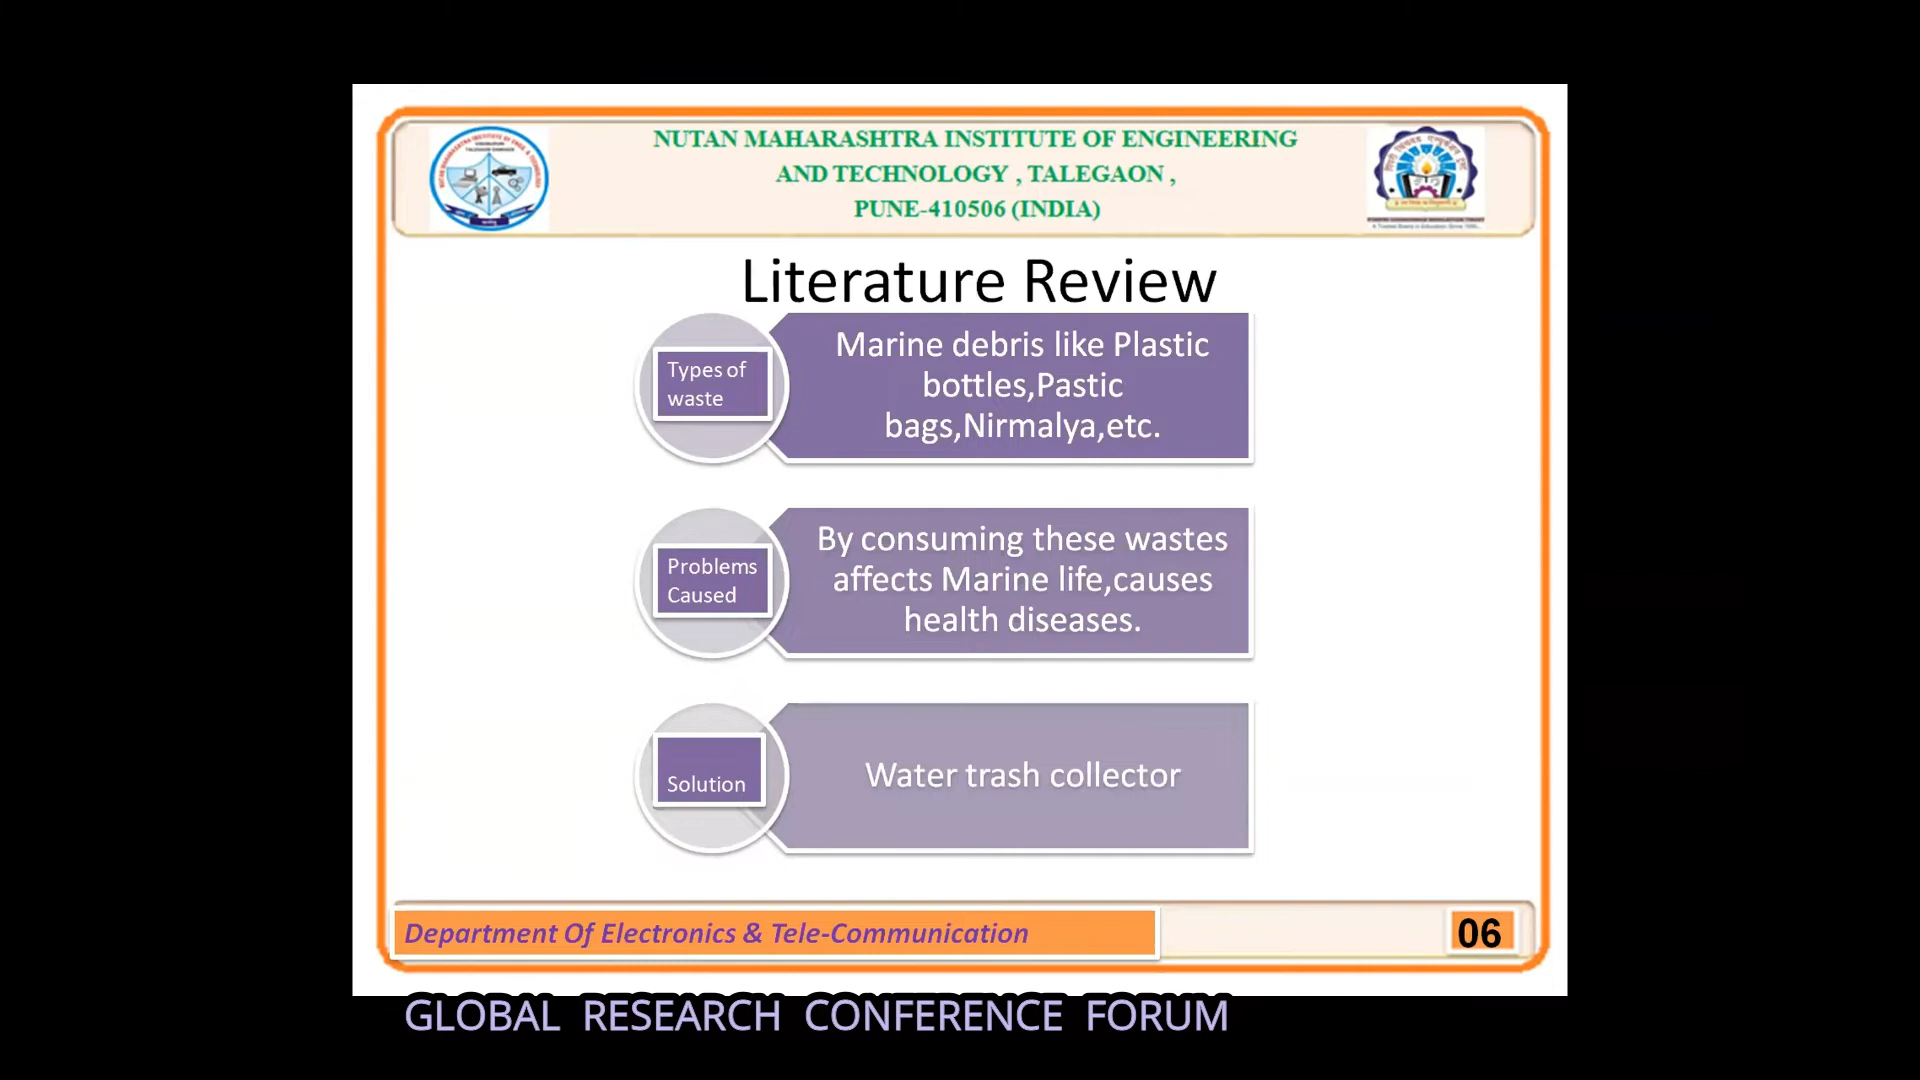 NUTAN MAHARASHTRA INSTITUTE OF ENGINEERING
AND TECHNOLOGY , TALEGAON ,
PUNE-410506 (INDIA)
Literature Review
Types of
waste
Marine debris like Plastic
bottles,Pastic
bags,Nirmalya,etc.
Problems
Caused
By consuming these wastes
affects Marine life,causes
health diseases.
Solution
Water trash collector
Department Of Electronics & Tele-Communication
06
GLOBAL RESEARCH CONFERENCE FORUM